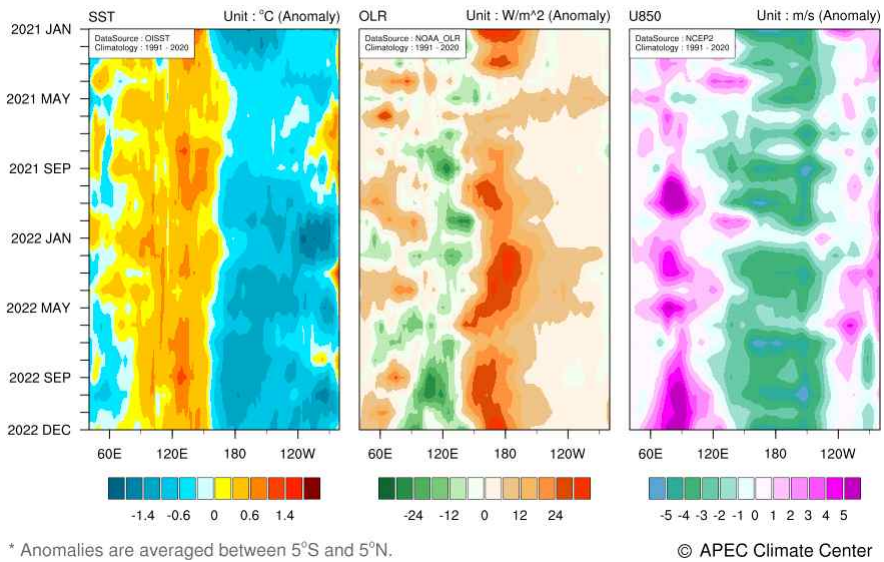 SST Unit : °C (Anomaly)
DataSource : OISST
Climatology : 1991 - 2020
OLR Unit : W/m^2 (Anomaly)
DataSource : NOAA_OLR
Climatology : 1991 - 2020
U850 Unit : m/s (Anomaly)
DataSource : NCEP2
Climatology : 1991 - 2020
2021 JAN
2021 MAY
2021 SEP
2022 JAN
2022 MAY
2022 SEP
2022 DEC
60E 120E 180 120W
60E 120E 180 120W
60E 120E 180 120W
-1.4 -0.6 0 0.6 1.4
-24 -12 0 12 24
-5 -4 -3 -2 -1 0 1 2 3 4 5
* Anomalies are averaged between 5°S and 5°N.
© APEC Climate Center